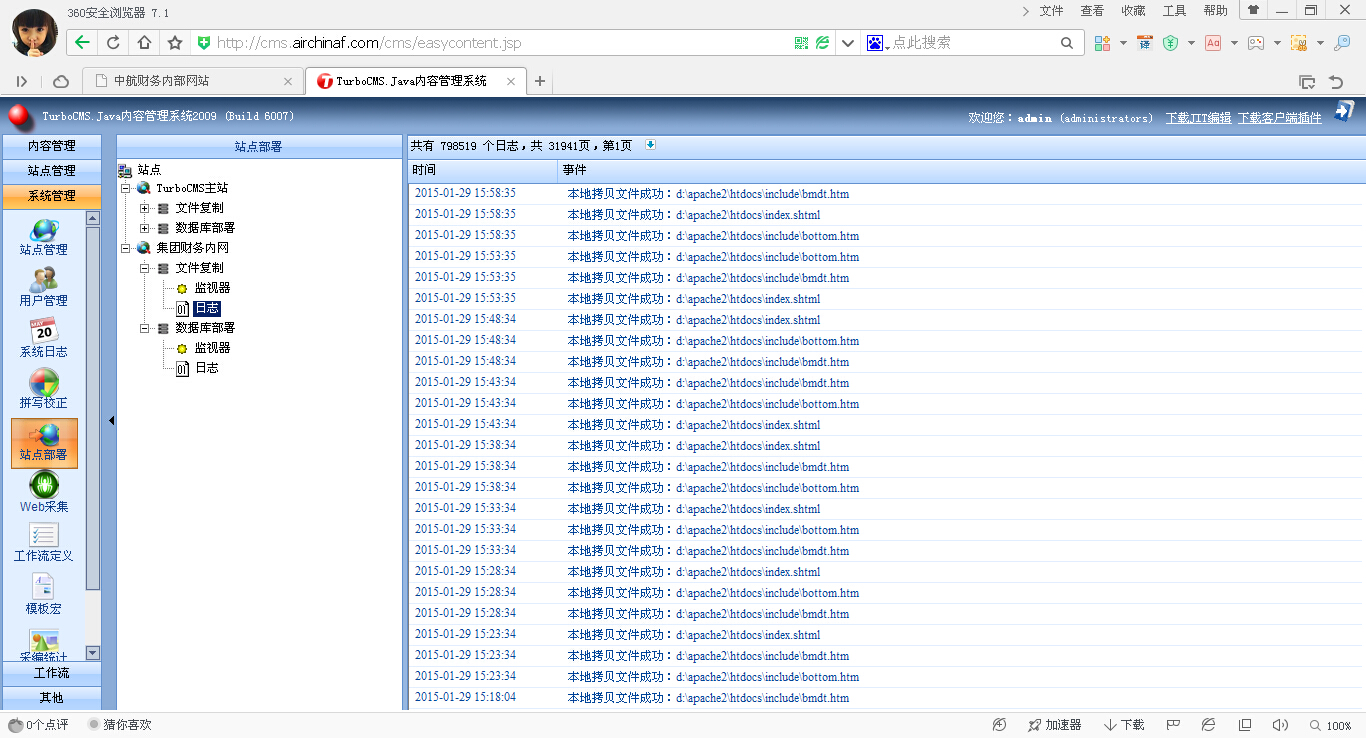 360安全浏览器 7.1
文件 查看 收藏 工具 帮助
http://cms.airchinaf.com/cms/easycontent.jsp
点此搜索
中航财务内部网站
TurboCMS.Java内容管理系统
TurboCMS.Java内容管理系统2009 (Build 6007)
欢迎您：admin (administrators) 下载JIT编辑 下载客户端插件
内容管理
站点管理
系统管理
站点管理
用户管理
MAY 20
系统日志
拼写校正
站点部署
Web采集
工作流定义
模板宏
采编统计
工作流
其他
站点部署
站点
TurboCMS主站
文件复制
数据库部署
集团财务内网
文件复制
监视器
日志
数据库部署
监视器
日志
共有 798519 个日志，共 31941页，第1页
时间 事件
2015-01-29 15:58:35 本地拷贝文件成功：d:\apache2\htdocs\include\bmdt.htm
2015-01-29 15:58:35 本地拷贝文件成功：d:\apache2\htdocs\index.shtml
2015-01-29 15:58:35 本地拷贝文件成功：d:\apache2\htdocs\include\bottom.htm
2015-01-29 15:53:35 本地拷贝文件成功：d:\apache2\htdocs\include\bottom.htm
2015-01-29 15:53:35 本地拷贝文件成功：d:\apache2\htdocs\include\bmdt.htm
2015-01-29 15:53:35 本地拷贝文件成功：d:\apache2\htdocs\index.shtml
2015-01-29 15:48:34 本地拷贝文件成功：d:\apache2\htdocs\index.shtml
2015-01-29 15:48:34 本地拷贝文件成功：d:\apache2\htdocs\include\bottom.htm
2015-01-29 15:48:34 本地拷贝文件成功：d:\apache2\htdocs\include\bmdt.htm
2015-01-29 15:43:34 本地拷贝文件成功：d:\apache2\htdocs\include\bmdt.htm
2015-01-29 15:43:34 本地拷贝文件成功：d:\apache2\htdocs\include\bottom.htm
2015-01-29 15:43:34 本地拷贝文件成功：d:\apache2\htdocs\index.shtml
2015-01-29 15:38:34 本地拷贝文件成功：d:\apache2\htdocs\index.shtml
2015-01-29 15:38:34 本地拷贝文件成功：d:\apache2\htdocs\include\bmdt.htm
2015-01-29 15:38:34 本地拷贝文件成功：d:\apache2\htdocs\include\bottom.htm
2015-01-29 15:33:34 本地拷贝文件成功：d:\apache2\htdocs\index.shtml
2015-01-29 15:33:34 本地拷贝文件成功：d:\apache2\htdocs\include\bottom.htm
2015-01-29 15:33:34 本地拷贝文件成功：d:\apache2\htdocs\include\bmdt.htm
2015-01-29 15:28:34 本地拷贝文件成功：d:\apache2\htdocs\index.shtml
2015-01-29 15:28:34 本地拷贝文件成功：d:\apache2\htdocs\include\bottom.htm
2015-01-29 15:28:34 本地拷贝文件成功：d:\apache2\htdocs\include\bmdt.htm
2015-01-29 15:23:34 本地拷贝文件成功：d:\apache2\htdocs\index.shtml
2015-01-29 15:23:34 本地拷贝文件成功：d:\apache2\htdocs\include\bmdt.htm
2015-01-29 15:23:34 本地拷贝文件成功：d:\apache2\htdocs\include\bottom.htm
2015-01-29 15:18:04 本地拷贝文件成功：d:\apache2\htdocs\include\bmdt.htm
0个点评 猜你喜欢 加速器 下载 100%